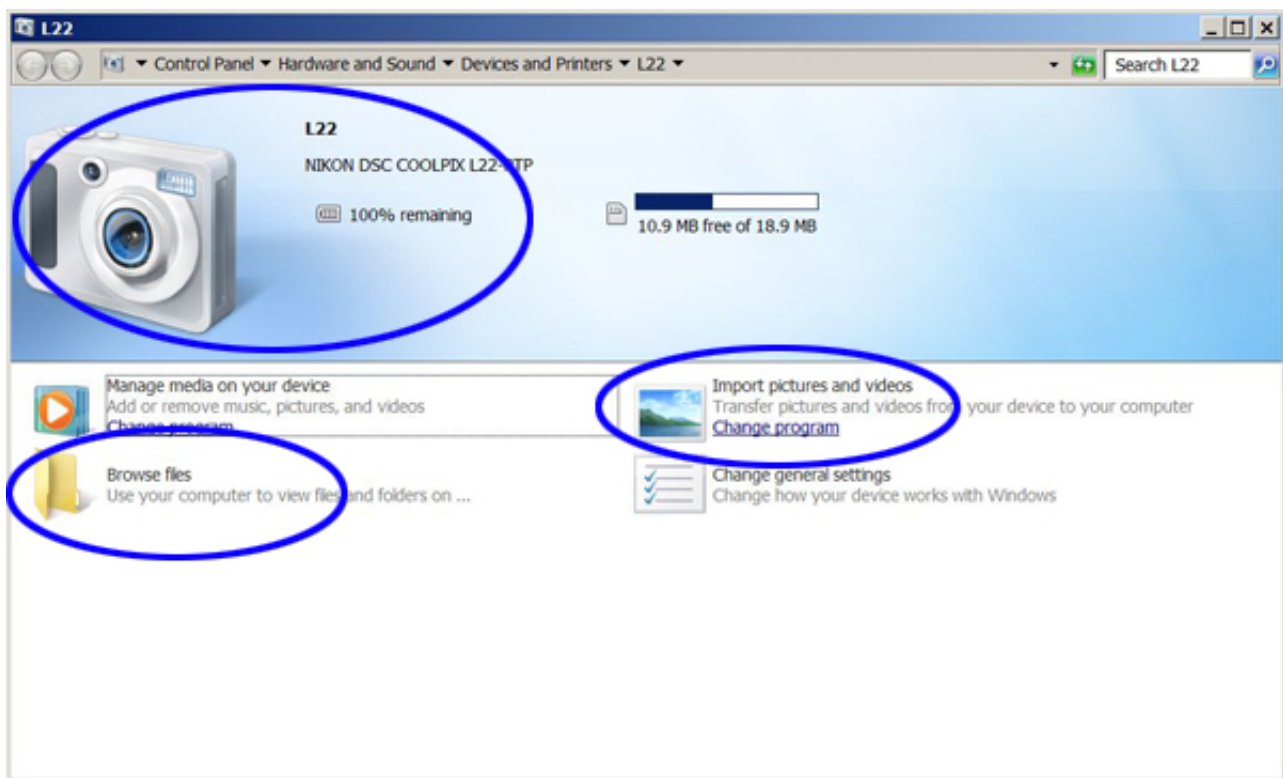 L22
Control Panel Hardware and Sound Devices and Printers L22 Search L22
L22
NIKON DSC COOLPIX L22-PTP
100% remaining
10.9 MB free of 18.9 MB
Manage media on your device
Add or remove music, pictures, and videos
Change program
Import pictures and videos
Transfer pictures and videos from your device to your computer
Change program
Browse files
Use your computer to view files and folders on ...
Change general settings
Change how your device works with Windows